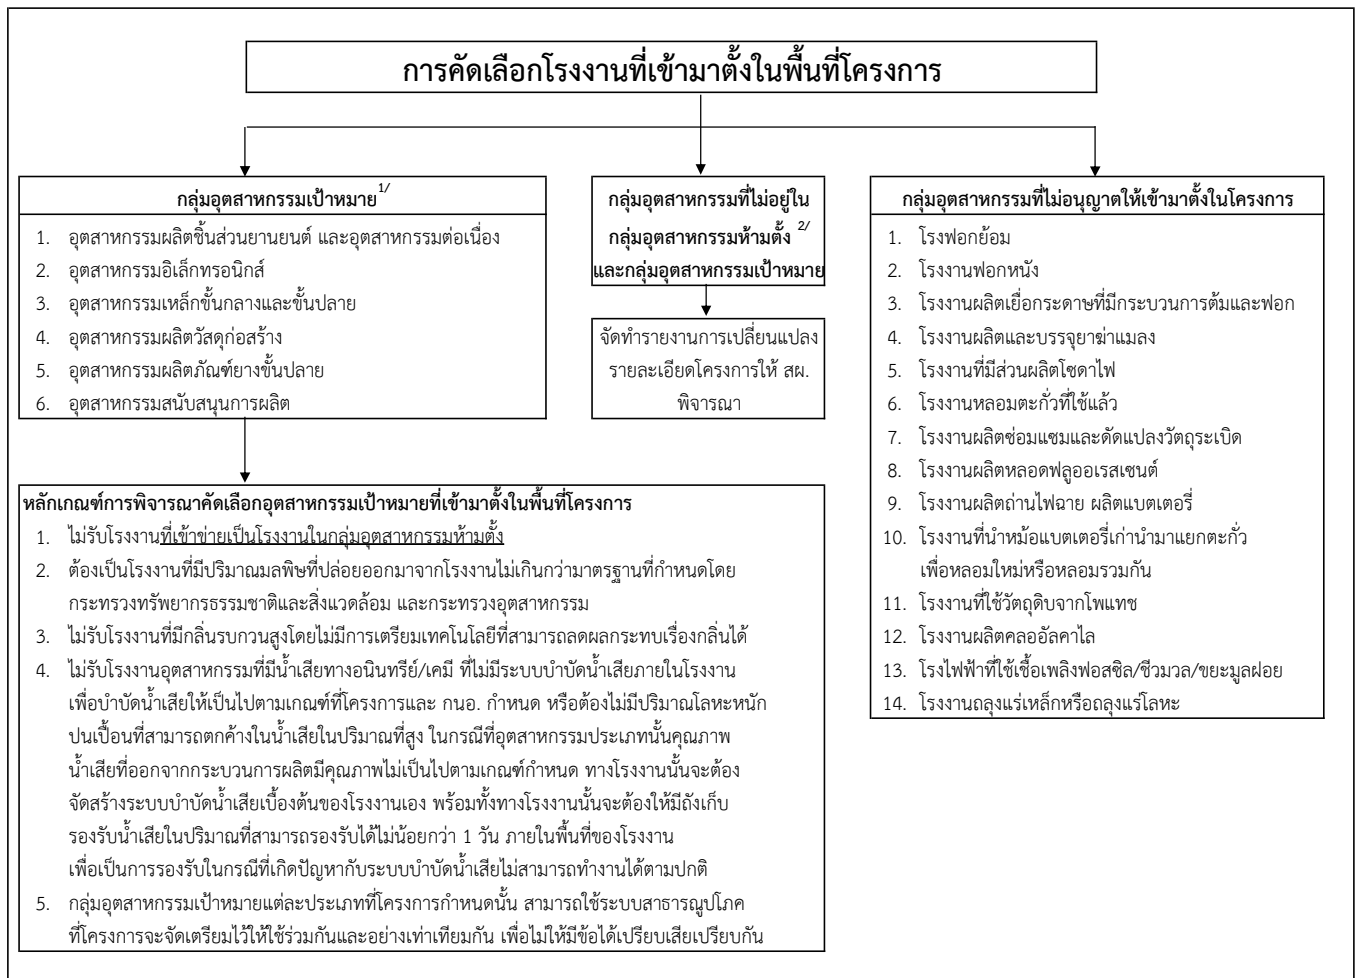 การคัดเลือกโรงงานที่เข้ามาตั้งในพื้นที่โครงการ
กลุ่มอุตสาหกรรมเป้าหมาย 1/
1. อุตสาหกรรมผลิตชิ้นส่วนยานยนต์ และอุตสาหกรรมต่อเนื่อง
2. อุตสาหกรรมอิเล็กทรอนิกส์
3. อุตสาหกรรมเหล็กขั้นกลางและขั้นปลาย
4. อุตสาหกรรมผลิตวัสดุก่อสร้าง
5. อุตสาหกรรมผลิตภัณฑ์ยางขั้นปลาย
6. อุตสาหกรรมสนับสนุนการผลิต
กลุ่มอุตสาหกรรมที่ไม่อยู่ใน
กลุ่มอุตสาหกรรมห้ามตั้ง 2/
และกลุ่มอุตสาหกรรมเป้าหมาย
จัดทำรายงานการเปลี่ยนแปลง
รายละเอียดโครงการให้ สผ.
พิจารณา
กลุ่มอุตสาหกรรมที่ไม่อนุญาตให้เข้ามาตั้งในโครงการ
1. โรงฟอกย้อม
2. โรงงานฟอกหนัง
3. โรงงานผลิตเยื่อกระดาษที่มีกระบวนการต้มและฟอก
4. โรงงานผลิตและบรรจุยาฆ่าแมลง
5. โรงงานที่มีส่วนผลิตโซดาไฟ
6. โรงงานหลอมตะกั่วที่ใช้แล้ว
7. โรงงานผลิตซ่อมแซมและดัดแปลงวัตถุระเบิด
8. โรงงานผลิตหลอดฟลูออเรสเซนต์
9. โรงงานผลิตถ่านไฟฉาย ผลิตแบตเตอรี่
10. โรงงานที่นำหม้อแบตเตอรี่เก่านำมาแยกตะกั่ว
เพื่อหลอมใหม่หรือหลอมรวมกัน
11. โรงงานที่ใช้วัตถุดิบจากโพแทช
12. โรงงานผลิตคลออัลคาไล
13. โรงไฟฟ้าที่ใช้เชื้อเพลิงฟอสซิล/ชีวมวล/ขยะมูลฝอย
14. โรงงานถลุงแร่เหล็กหรือถลุงแร่โลหะ
หลักเกณฑ์การพิจารณาคัดเลือกอุตสาหกรรมเป้าหมายที่เข้ามาตั้งในพื้นที่โครงการ
1. ไม่รับโรงงานที่เข้าข่ายเป็นโรงงานในกลุ่มอุตสาหกรรมห้ามตั้ง
2. ต้องเป็นโรงงานที่มีปริมาณมลพิษที่ปล่อยออกมาจากโรงงานไม่เกินกว่ามาตรฐานที่กำหนดโดย
กระทรวงทรัพยากรธรรมชาติและสิ่งแวดล้อม และกระทรวงอุตสาหกรรม
3. ไม่รับโรงงานที่มีกลิ่นรบกวนสูงโดยไม่มีการเตรียมเทคโนโลยีที่สามารถลดผลกระทบเรื่องกลิ่นได้
4. ไม่รับโรงงานอุตสาหกรรมที่มีน้ำเสียทางอนินทรีย์/เคมี ที่ไม่มีระบบบำบัดน้ำเสียภายในโรงงาน
เพื่อบำบัดน้ำเสียให้เป็นไปตามเกณฑ์ที่โครงการและ กนอ. กำหนด หรือต้องไม่มีปริมาณโลหะหนัก
ปนเปื้อนที่สามารถตกค้างในน้ำเสียในปริมาณที่สูง ในกรณีที่อุตสาหกรรมประเภทนั้นคุณภาพ
น้ำเสียที่ออกจากกระบวนการผลิตมีคุณภาพไม่เป็นไปตามเกณฑ์กำหนด ทางโรงงานนั้นจะต้อง
จัดสร้างระบบบำบัดน้ำเสียเบื้องต้นของโรงงานเอง พร้อมทั้งทางโรงงานนั้นจะต้องให้มีถังเก็บ
รองรับน้ำเสียในปริมาณที่สามารถรองรับได้ไม่น้อยกว่า 1 วัน ภายในพื้นที่ของโรงงาน
เพื่อเป็นการรองรับในกรณีที่เกิดปัญหากับระบบบำบัดน้ำเสียไม่สามารถทำงานได้ตามปกติ
5. กลุ่มอุตสาหกรรมเป้าหมายแต่ละประเภทที่โครงการกำหนดนั้น สามารถใช้ระบบสาธารณูปโภค
ที่โครงการจะจัดเตรียมไว้ให้ใช้ร่วมกันและอย่างเท่าเทียมกัน เพื่อไม่ให้มีข้อได้เปรียบเสียเปรียบกัน